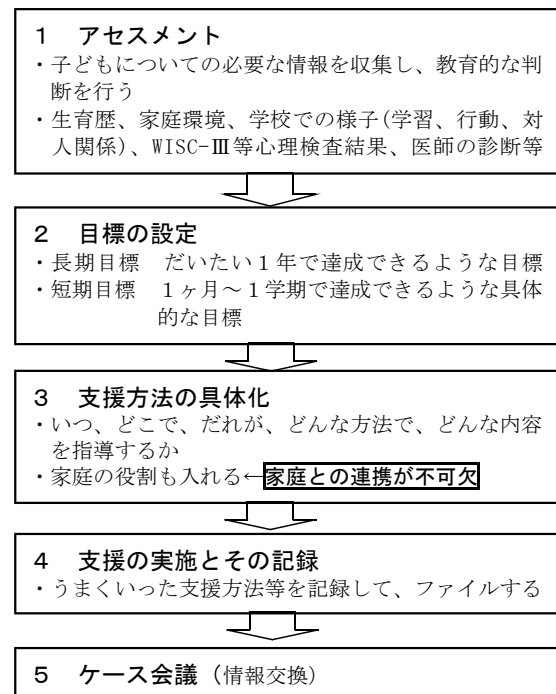 １　アセスメント
・子どもについての必要な情報を収集し、教育的な判
断を行う
・生育歴、家庭環境、学校での様子(学習、行動、対
人関係)、WISC-Ⅲ等心理検査結果、医師の診断等
２　目標の設定
・長期目標　だいたい１年で達成できるような目標
・短期目標　１ヶ月～１学期で達成できるような具体
的な目標
３　支援方法の具体化
・いつ、どこで、だれが、どんな方法で、どんな内容
を指導するか
・家庭の役割も入れる←家庭との連携が不可欠
４　支援の実施とその記録
・うまくいった支援方法等を記録して、ファイルする
５　ケース会議（情報交換）